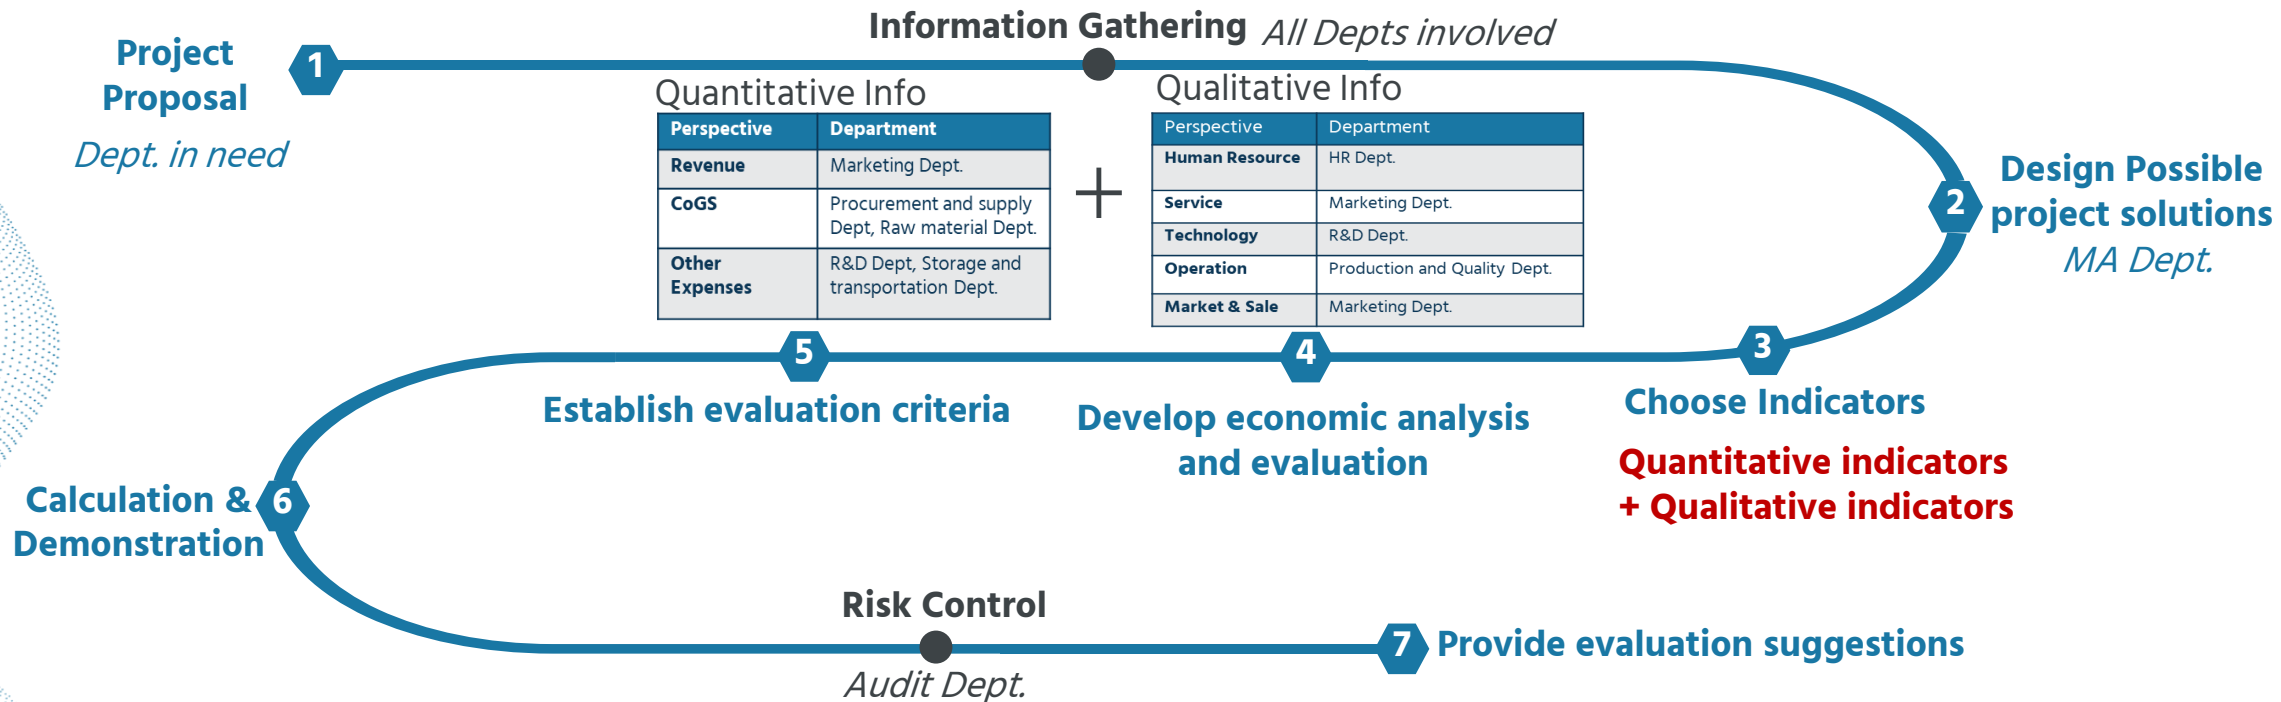 Information Gathering All Depts involved
1
Project
Proposal
Dept. in need
Quantitative Info
Perspective Department
Revenue Marketing Dept.
CoGS Procurement and supply
Dept, Raw material Dept.
Other R&D Dept, Storage and
Expenses transportation Dept.
+
Qualitative Info
Perspective Department
Human Resource HR Dept.
Service Marketing Dept.
Technology R&D Dept.
Operation Production and Quality Dept.
Market & Sale Marketing Dept.
2
Design Possible
project solutions
MA Dept.
3
Choose Indicators
Quantitative indicators
+ Qualitative indicators
4
Develop economic analysis
and evaluation
5
Establish evaluation criteria
6
Calculation &
Demonstration
Risk Control
Audit Dept.
7
Provide evaluation suggestions